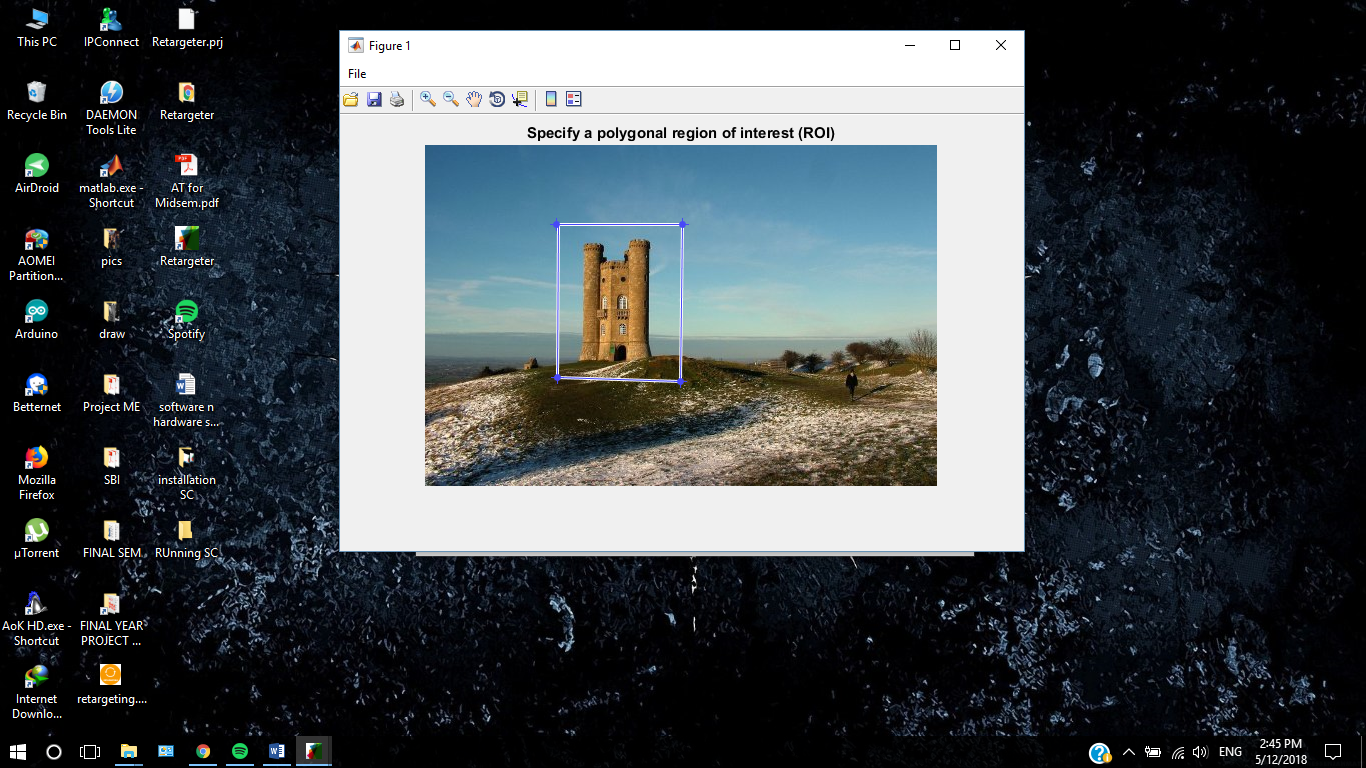 This PC
IPConnect
Retargeter.prj
Recycle Bin
DAEMON
Tools Lite
Retargeter
AirDroid
matlab.exe -
Shortcut
AT for
Midsem.pdf
AOMEI
Partition...
pics
Retargeter
Arduino
draw
Spotify
Betternet
Project ME
software n
hardware s...
Mozilla
Firefox
SBI
installation
SC
µTorrent
FINAL SEM
RUnning SC
AoK HD.exe -
Shortcut
FINAL YEAR
PROJECT ...
Internet
Downlo...
retargeting....
Figure 1
File
Specify a polygonal region of interest (ROI)
ENG
2:45 PM
5/12/2018